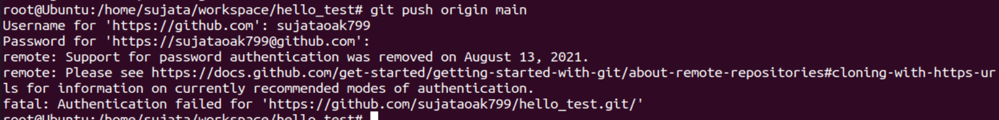 root@Ubuntu:/home/sujata/workspace/hello_test# git push origin main
Username for 'https://github.com': sujataoak799
Password for 'https://sujataoak799@github.com':
remote: Support for password authentication was removed on August 13, 2021.
remote: Please see https://docs.github.com/get-started/getting-started-with-git/about-remote-repositories#cloning-with-https-ur
ls for information on currently recommended modes of authentication.
fatal: Authentication failed for 'https://github.com/sujataoak799/hello_test.git/'
root@Ubuntu:/home/sujata/workspace/hello_test#